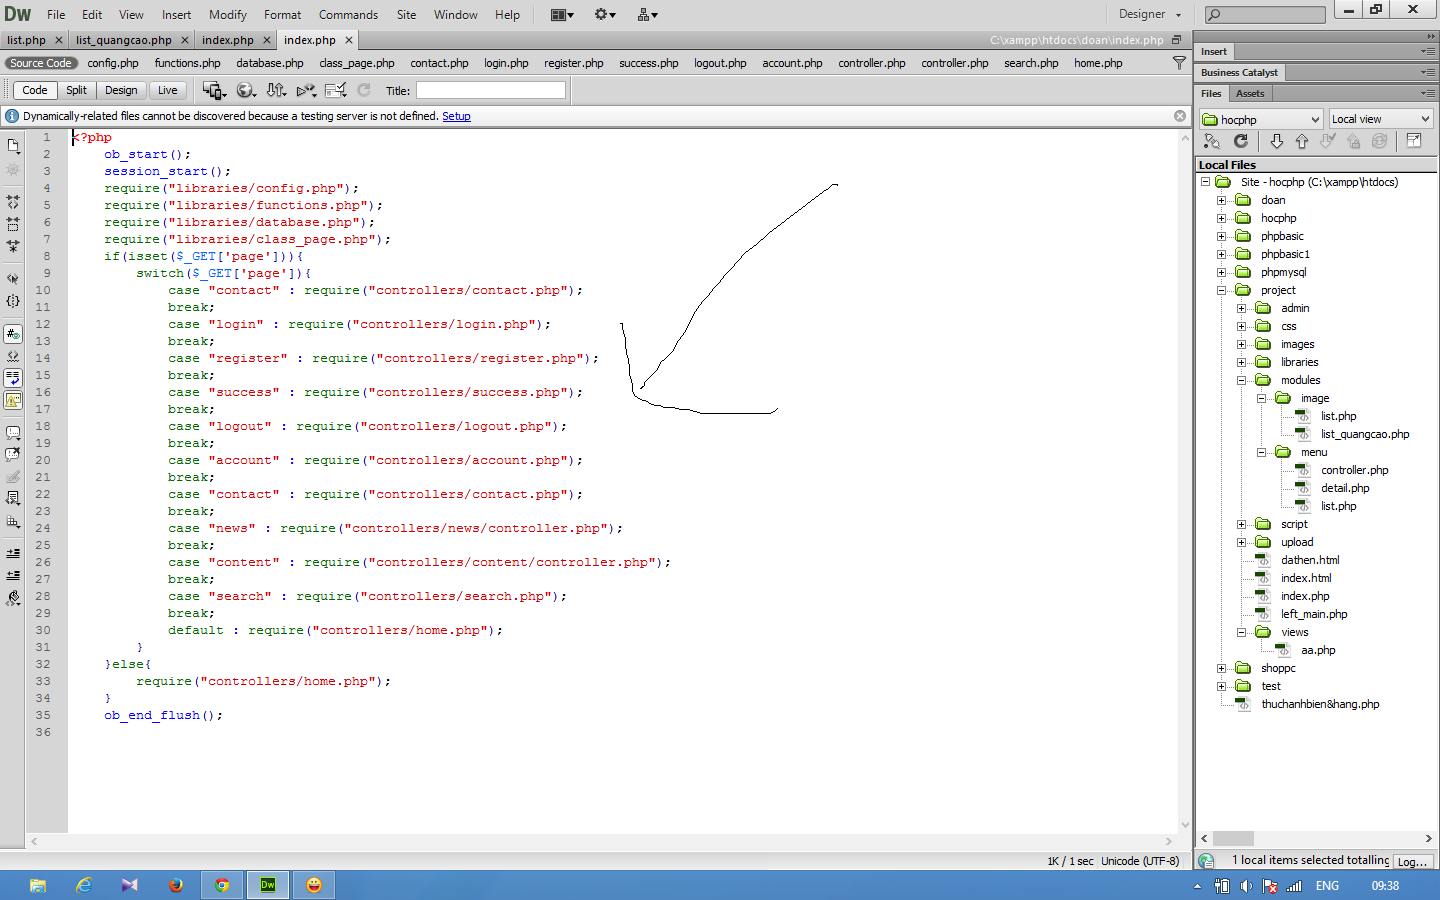 Dw File Edit View Insert Modify Format Commands Site Window Help Designer
list.php × list_quangcao.php × index.php × index.php × C:\xampp\htdocs\doan\index.php
Source Code config.php functions.php database.php class_page.php contact.php login.php register.php success.php logout.php account.php controller.php controller.php search.php home.php
Code Split Design Live Title:
Dynamically-related files cannot be discovered because a testing server is not defined. Setup
1 <?php
2 ob_start();
3 session_start();
4 require("libraries/config.php");
5 require("libraries/functions.php");
6 require("libraries/database.php");
7 require("libraries/class_page.php");
8 if(isset($_GET['page'])){
9 switch($_GET['page']){
10 case "contact" : require("controllers/contact.php");
11 break;
12 case "login" : require("controllers/login.php");
13 break;
14 case "register" : require("controllers/register.php");
15 break;
16 case "success" : require("controllers/success.php");
17 break;
18 case "logout" : require("controllers/logout.php");
19 break;
20 case "account" : require("controllers/account.php");
21 break;
22 case "contact" : require("controllers/contact.php");
23 break;
24 case "news" : require("controllers/news/controller.php");
25 break;
26 case "content" : require("controllers/content/controller.php");
27 break;
28 case "search" : require("controllers/search.php");
29 break;
30 default : require("controllers/home.php");
31 }
32 }else{
33 require("controllers/home.php");
34 }
35 ob_end_flush();
36
1K / 1 sec Unicode (UTF-8)
Insert
Business Catalyst
Files Assets
hocphp Local view
Local Files
Site - hocphp (C:\xampp\htdocs)
doan
hocphp
phpbasic
phpbasic1
phpmysql
project
admin
css
images
libraries
modules
image
list.php
list_quangcao.php
menu
controller.php
detail.php
list.php
script
upload
dathen.html
index.html
index.php
left_main.php
views
aa.php
shoppc
test
thuchanhbien&hang.php
1 local items selected totalling Log...
Dw ENG 09:38